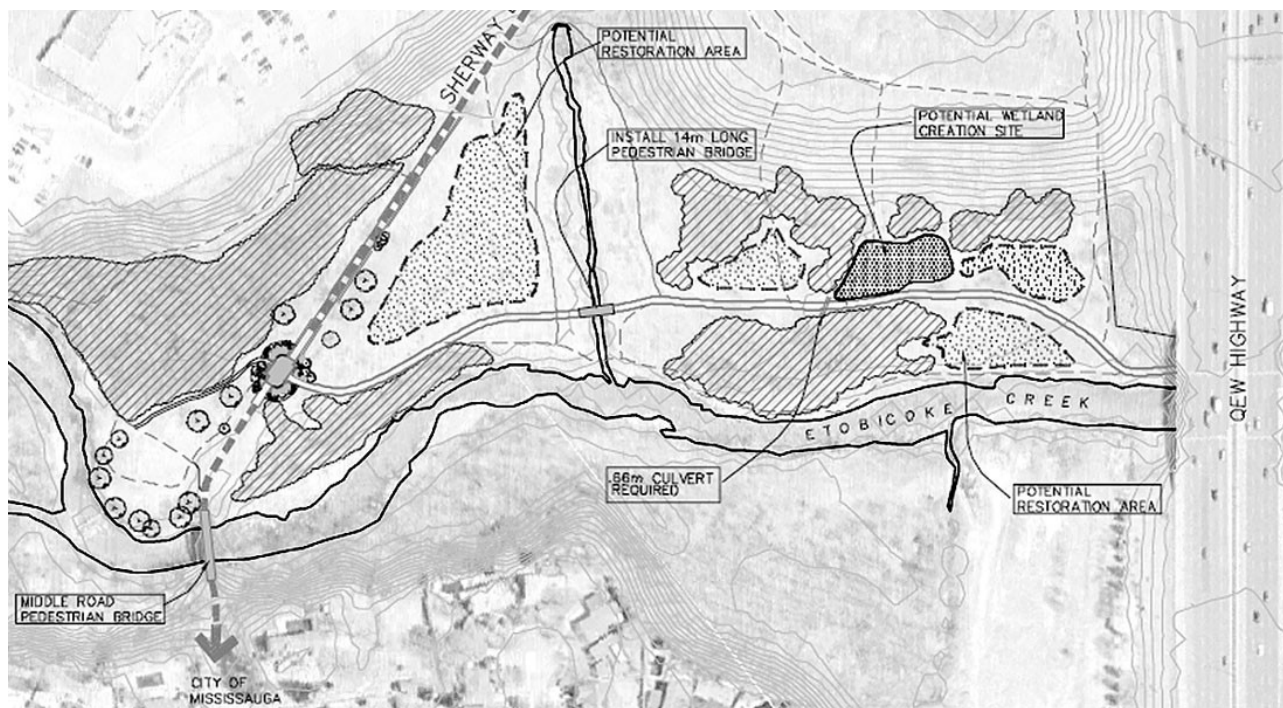 SHERWAY
POTENTIAL
RESTORATION AREA
INSTALL 14m LONG
PEDESTRIAN BRIDGE
POTENTIAL WETLAND
CREATION SITE
QEW HIGHWAY
ETOBICOKE CREEK
.66m CULVERT
REQUIRED
POTENTIAL
RESTORATION AREA
MIDDLE ROAD
PEDESTRIAN BRIDGE
CITY OF
MISSISSAUGA